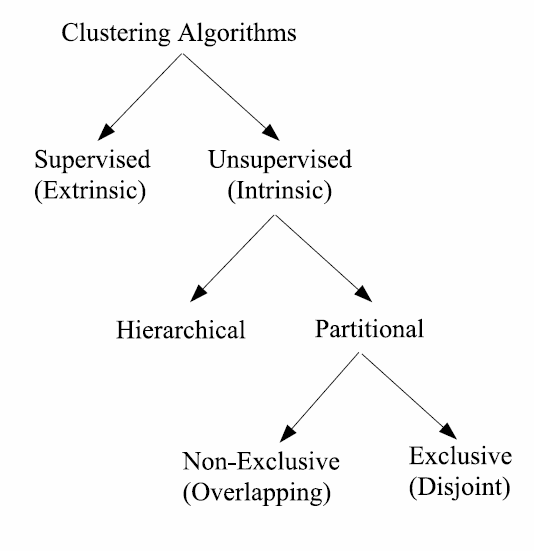 Clustering Algorithms
Supervised
(Extrinsic)
Unsupervised
(Intrinsic)
Hierarchical
Partitional
Non-Exclusive
(Overlapping)
Exclusive
(Disjoint)